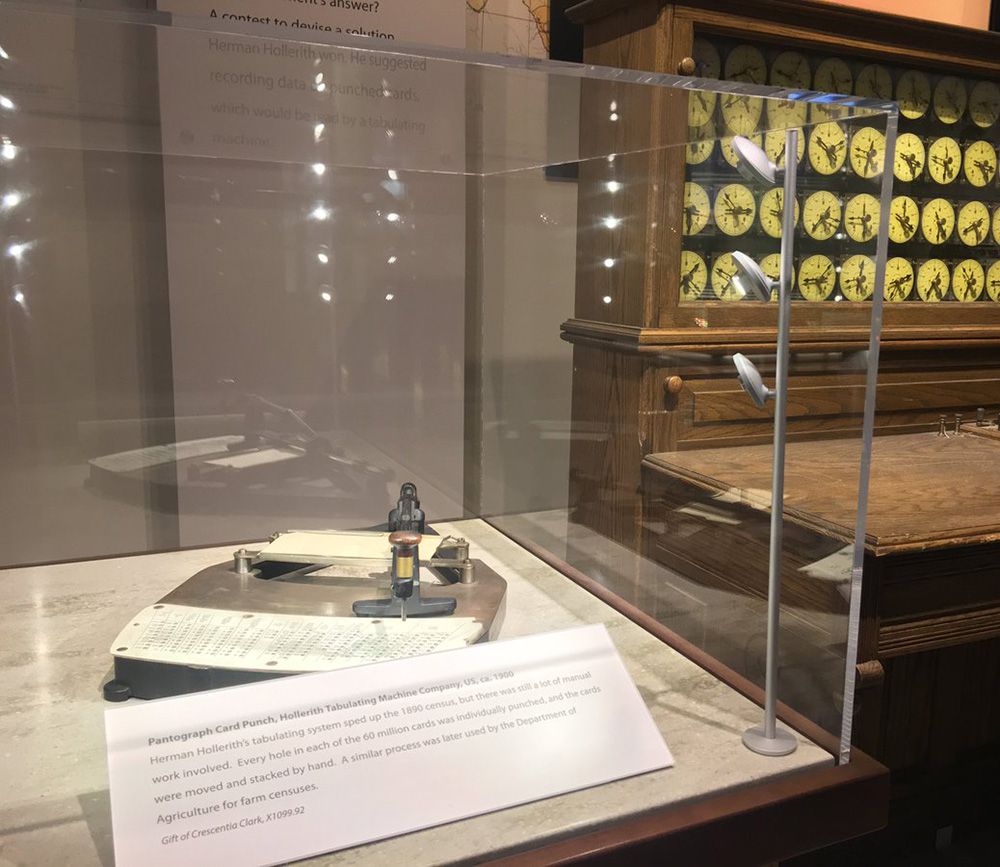 ment's answer?
A contest to devise a solution.
Herman Hollerith won. He suggested
recording data on punched cards,
which would be read by a tabulating
machine.
Pantograph Card Punch, Hollerith Tabulating Machine Company, US, ca. 1900
Herman Hollerith's tabulating system sped up the 1890 census, but there was still a lot of manual
work involved. Every hole in each of the 60 million cards was individually punched, and the cards
were moved and stacked by hand. A similar process was later used by the Department of
Agriculture for farm censuses.
Gift of Crescentia Clark, X1099.92